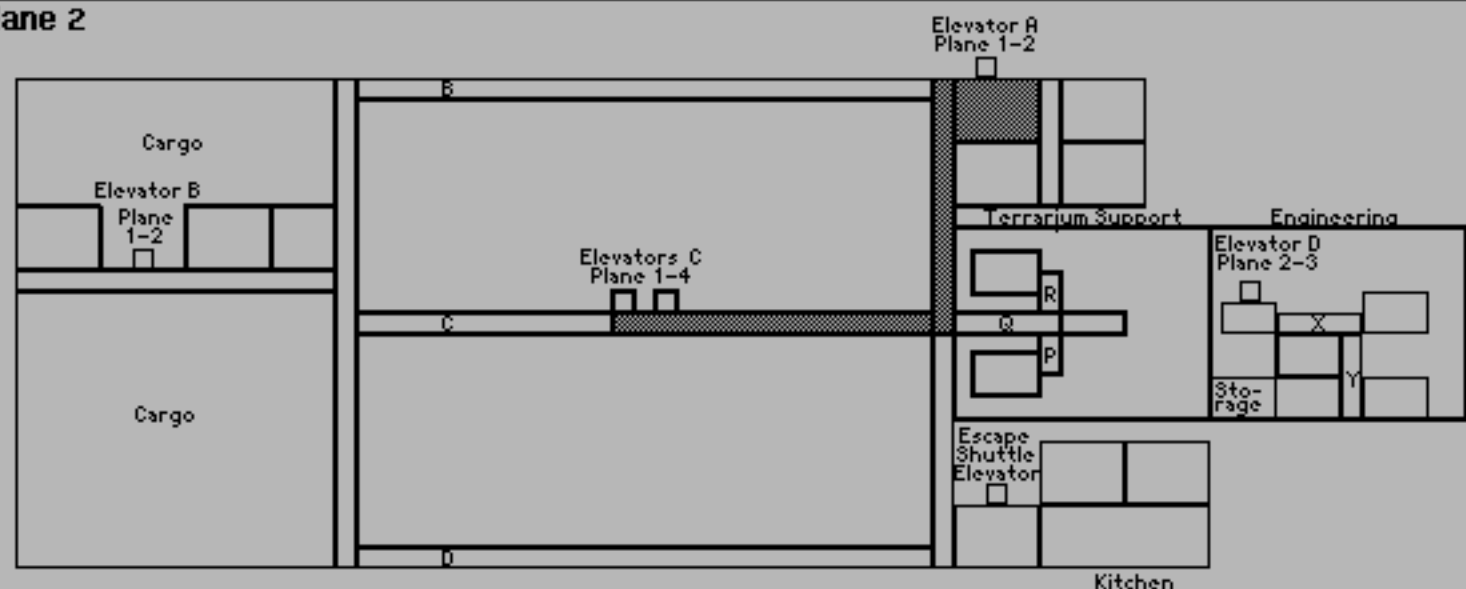 ane 2
Elevator A
Plane 1-2
B
Cargo
Elevator B
Plane
1-2
Terrarium Support
Engineering
Elevator D
Plane 2-3
Elevators C
Plane 1-4
R
C
Q
X
P
Y
Sto-
rage
Cargo
Escape
Shuttle
Elevator
D
Kitchen